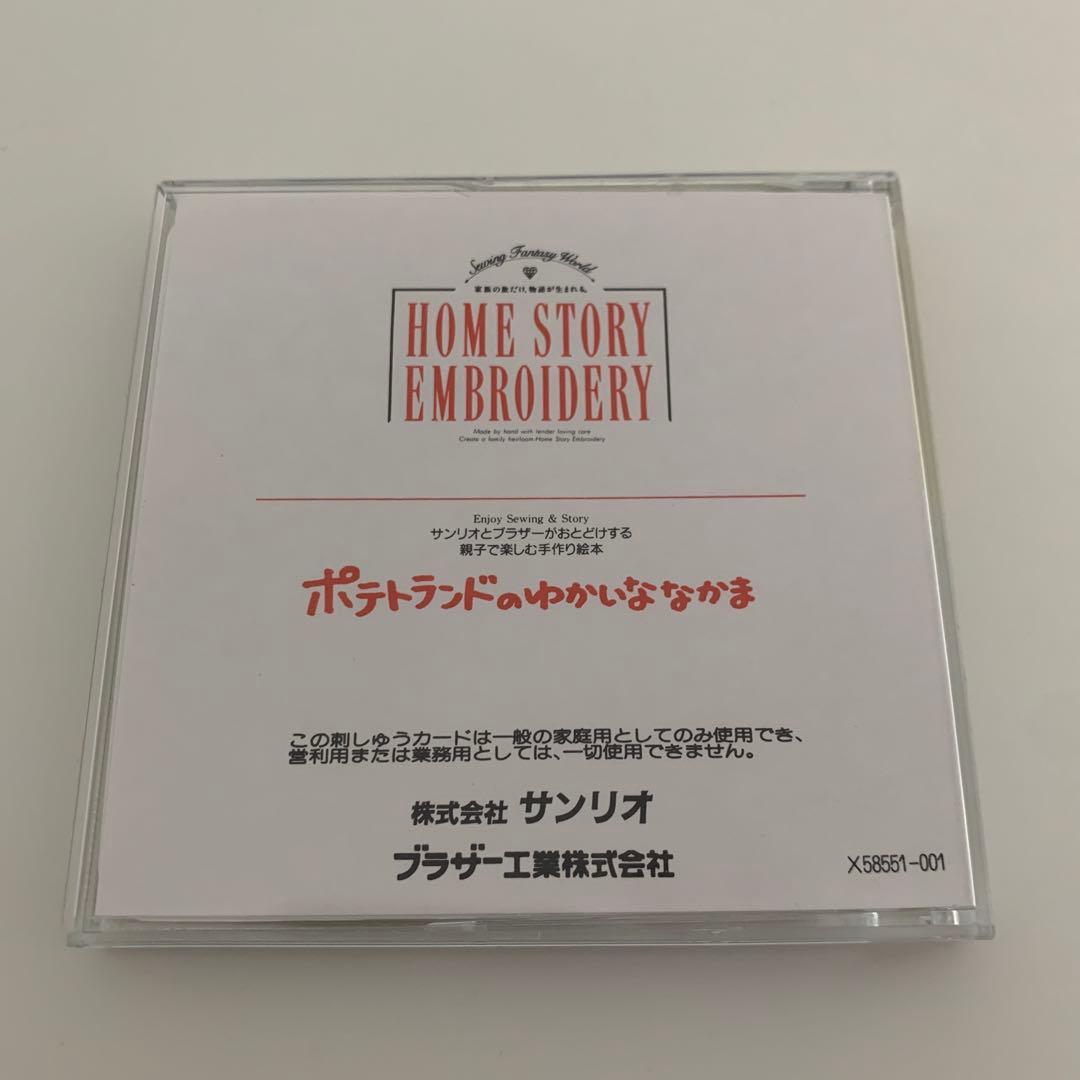 Sewing Fantasy World
家族の数だけ、物語が生まれる。
HOME STORY
EMBROIDERY
Made by hand with tender loving care
Create a family heirloom-Home Story Embroidery
Enjoy Sewing & Story
サンリオとブラザーがおとどけする
親子で楽しむ手作り絵本
ポテトランドのゆかいななかま
この刺しゅうカードは一般の家庭用としてのみ使用でき、
営利用または業務用としては、一切使用できません。
株式会社 サンリオ
ブラザー工業株式会社
X58551-001